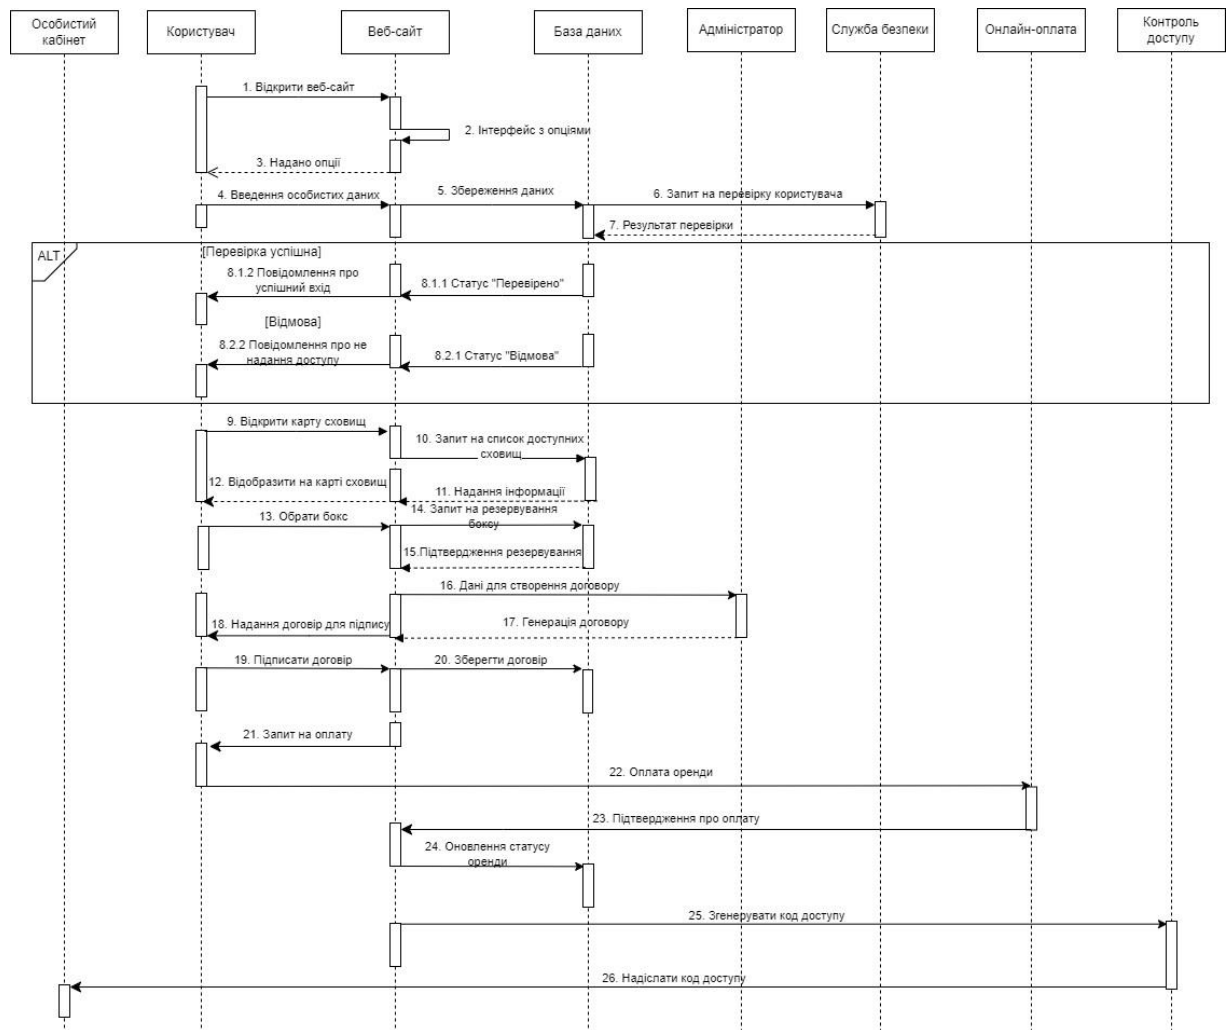 Особистий
кабінет
Користувач
Веб-сайт
База даних
Адміністратор
Служба безпеки
Онлайн-оплата
Контроль
доступу
1. Відкрити веб-сайт
2. Інтерфейс з опціями
3. Надано опції
4. Введення особистих даних
5. Збереження даних
6. Запит на перевірку користувача
7. Результат перевірки
ALT
[Перевірка успішна]
8.1.2 Повідомлення про
успішний вхід
8.1.1 Статус "Перевірено"
[Відмова]
8.2.2 Повідомлення про не
надання доступу
8.2.1 Статус "Відмова"
9. Відкрити карту сховищ
10. Запит на список доступних
сховищ
12. Відобразити на карті сховищ
11. Надання інформації
13. Обрати бокс
14. Запит на резервування
боксу
15.Підтвердження резервування
16. Дані для створення договору
17. Генерація договору
18. Надання договір для підпису
19. Підписати договір
20. Зберегти договір
21. Запит на оплату
22. Оплата оренди
23. Підтвердження про оплату
24. Оновлення статусу
оренди
25. Згенерувати код доступу
26. Надіслати код доступу